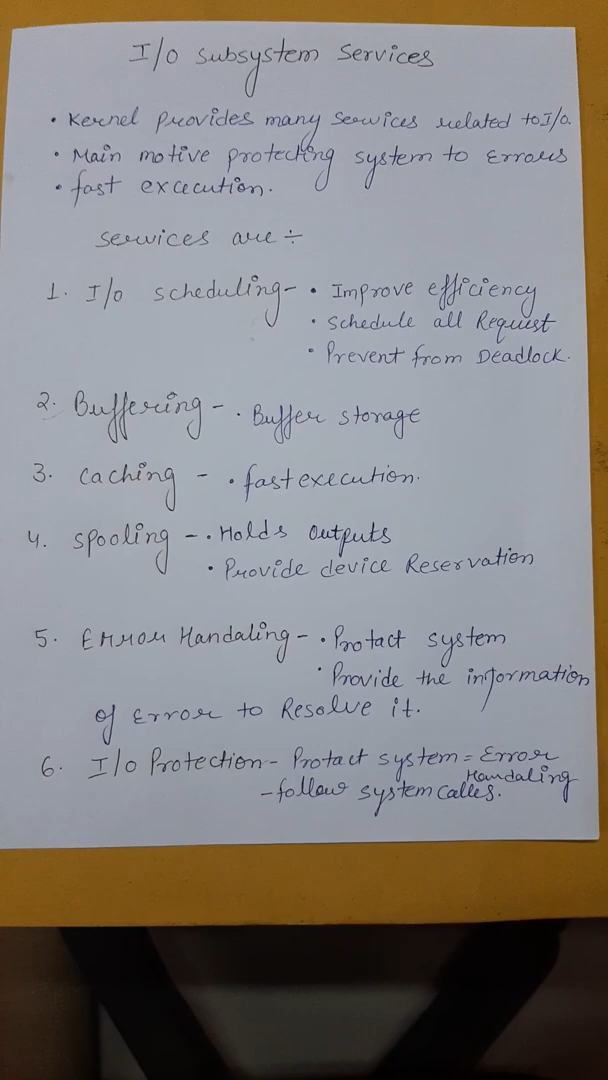 I/O Subsystem Services
• Kernel provides many services related to I/O.
• Main motive protecting system to Errors
• fast excecution.
Services are ÷
1. I/o scheduling - • Improve efficiency
• Schedule all Request
• Prevent from Deadlock.
2. Buffering - • Buffer storage
3. Caching - • fast execution.
4. Spooling - • Holds Outputs
• Provide device Reservation
5. Error Handaling - • Protact system
• Provide the information
of Error to Resolve it.
6. I/o Protection - Protact system = Error
Handaling
- follow system calles.